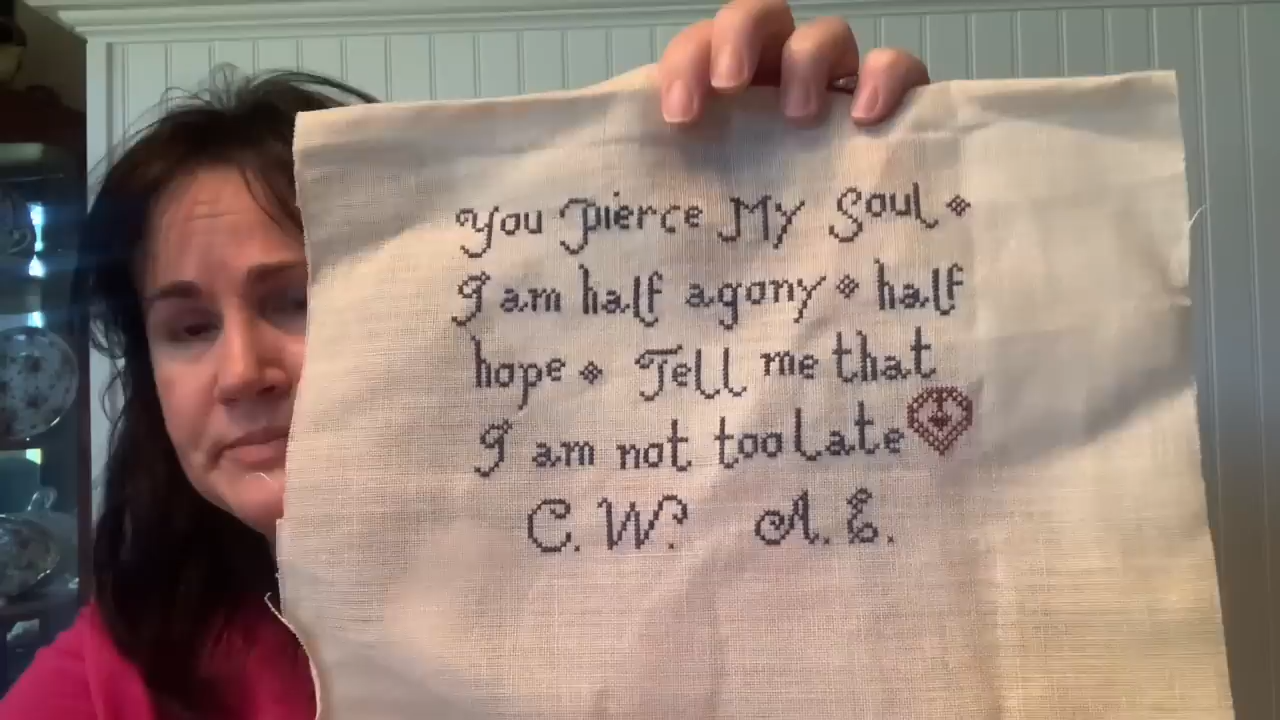 You Pierce My Soul
I am half agony half
hope Tell me that
I am not too late
C. W. A. E.